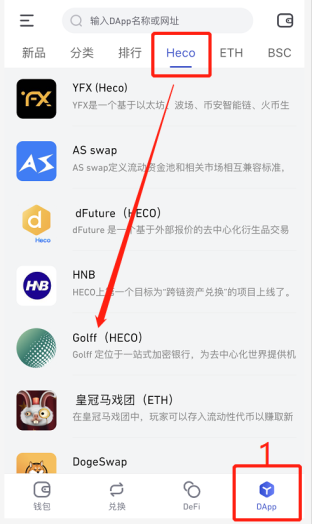 输入DApp名称或网址
新品 分类 排行 Heco ETH BSC
YFX
YFX (Heco)
YFX是一个基于以太坊、波场、币安智能链、火币生
AS
AS swap
AS swap定义流动资金池和相关市场相互兼容标准，
d
Heco
dFuture（HECO）
dFuture 是一个基于外部报价的去中心化衍生品交易
HNB
HNB
HECO上第一个目标为“跨链资产兑换”的项目上线了。
Golff（HECO）
Golff 定位于一站式加密银行，为去中心化世界提供机
皇冠马戏团（ETH）
在皇冠马戏团中，玩家可以存入流动性代币以赚取新
DogeSwap
1
钱包 兑换 DeFi DApp